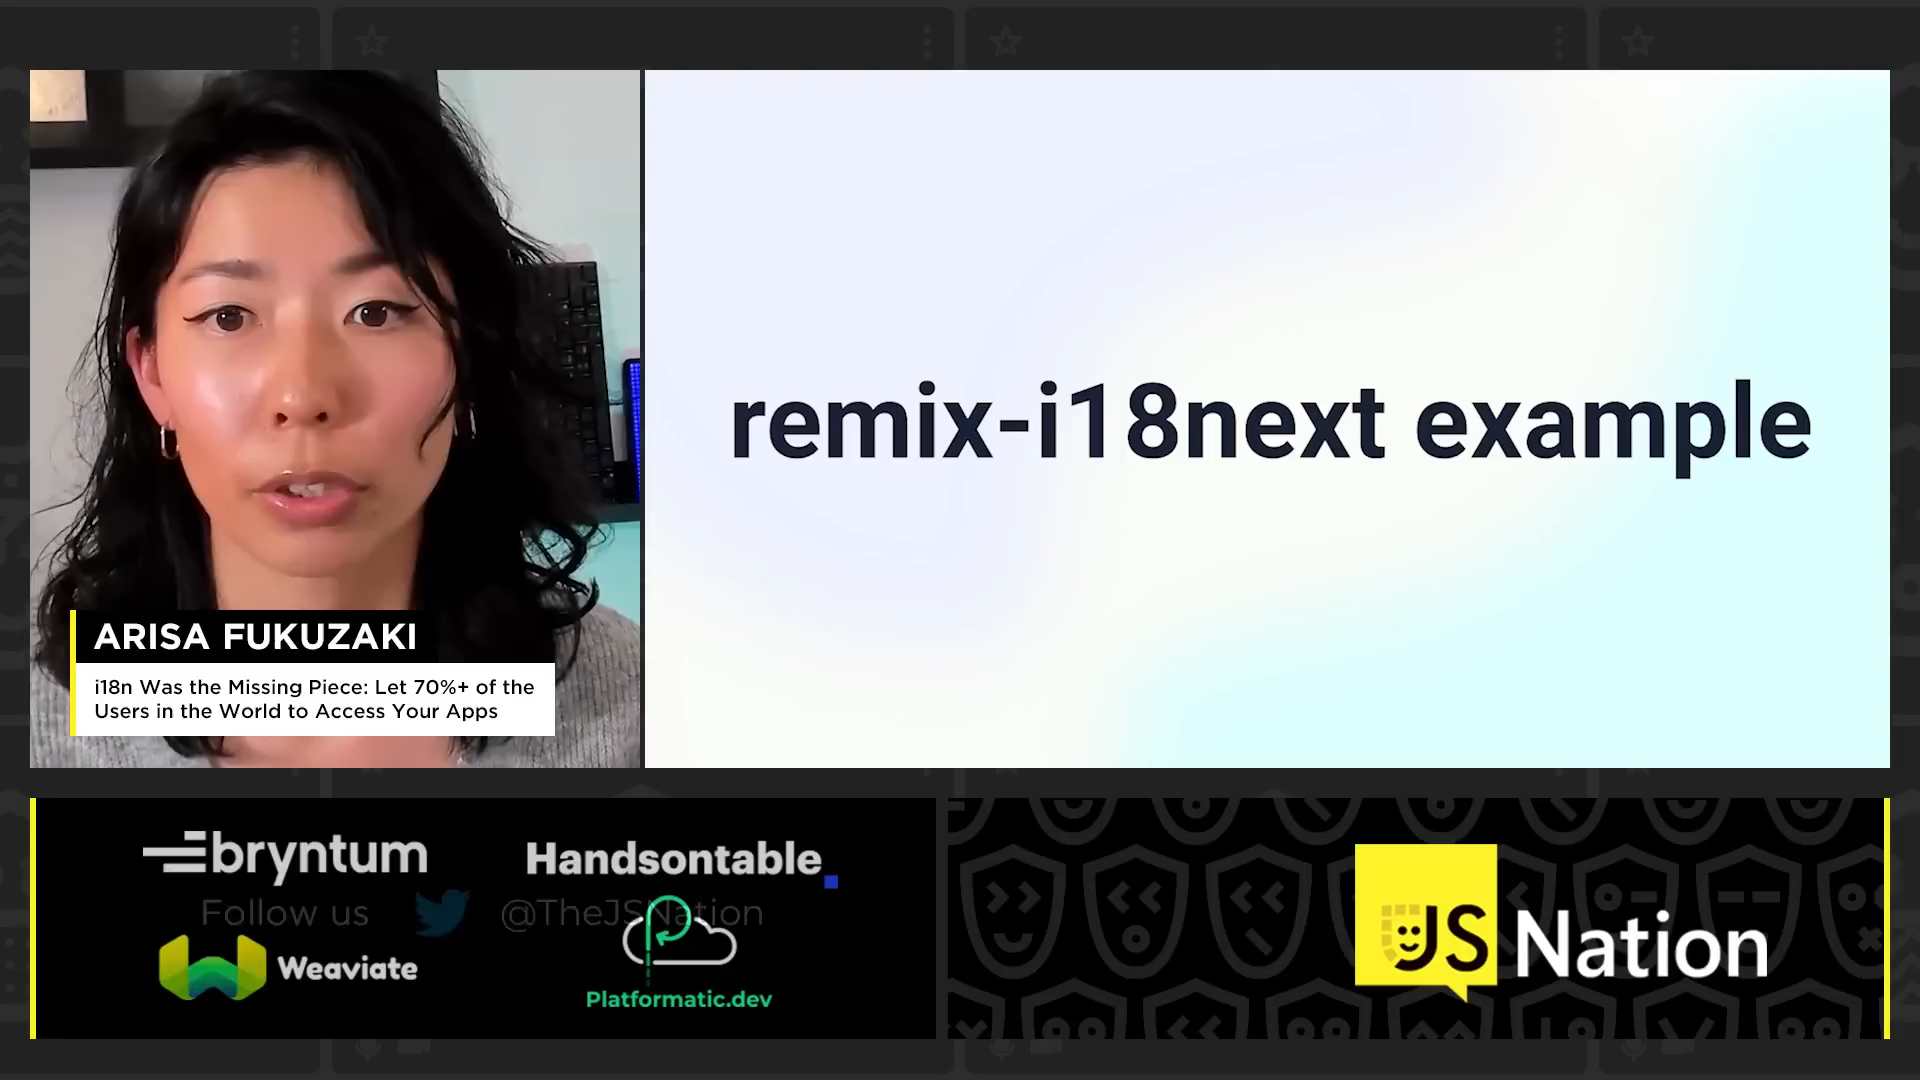 remix-i18next example
ARISA FUKUZAKI
i18n Was the Missing Piece: Let 70%+ of the
Users in the World to Access Your Apps
bryntum
Handsontable
Follow us @TheJSNation
Weaviate
Platformatic.dev
JS Nation